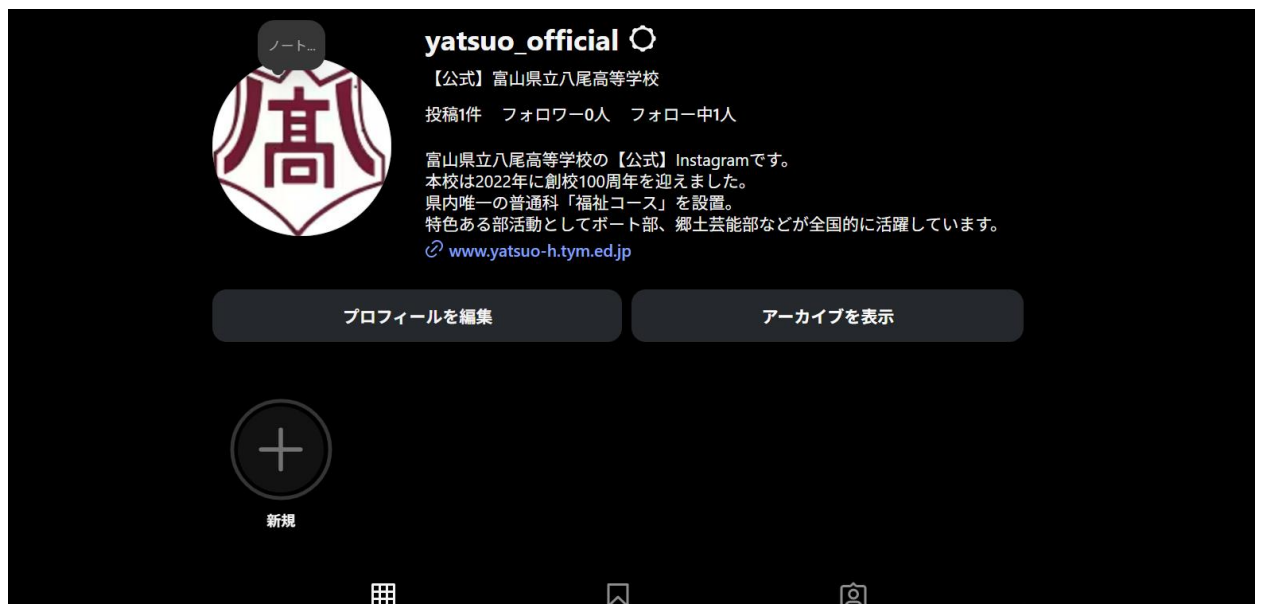 ノート...
yatsuo_official
【公式】富山県立八尾高等学校
投稿1件 フォロワー0人 フォロー中1人
富山県立八尾高等学校の【公式】Instagramです。
本校は2022年に創校100周年を迎えました。
県内唯一の普通科「福祉コース」を設置。
特色ある部活動としてボート部、郷土芸能部などが全国的に活躍しています。
www.yatsuo-h.tym.ed.jp
髙
プロフィールを編集 アーカイブを表示
新規